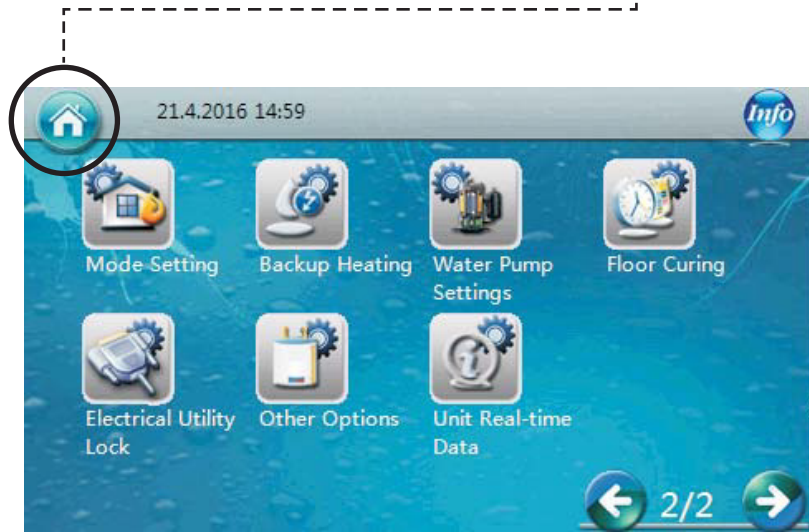 21.4.2016 14:59
Info
Mode Setting
Backup Heating
Water Pump
Settings
Floor Curing
Electrical Utility
Lock
Other Options
Unit Real-time
Data
2/2